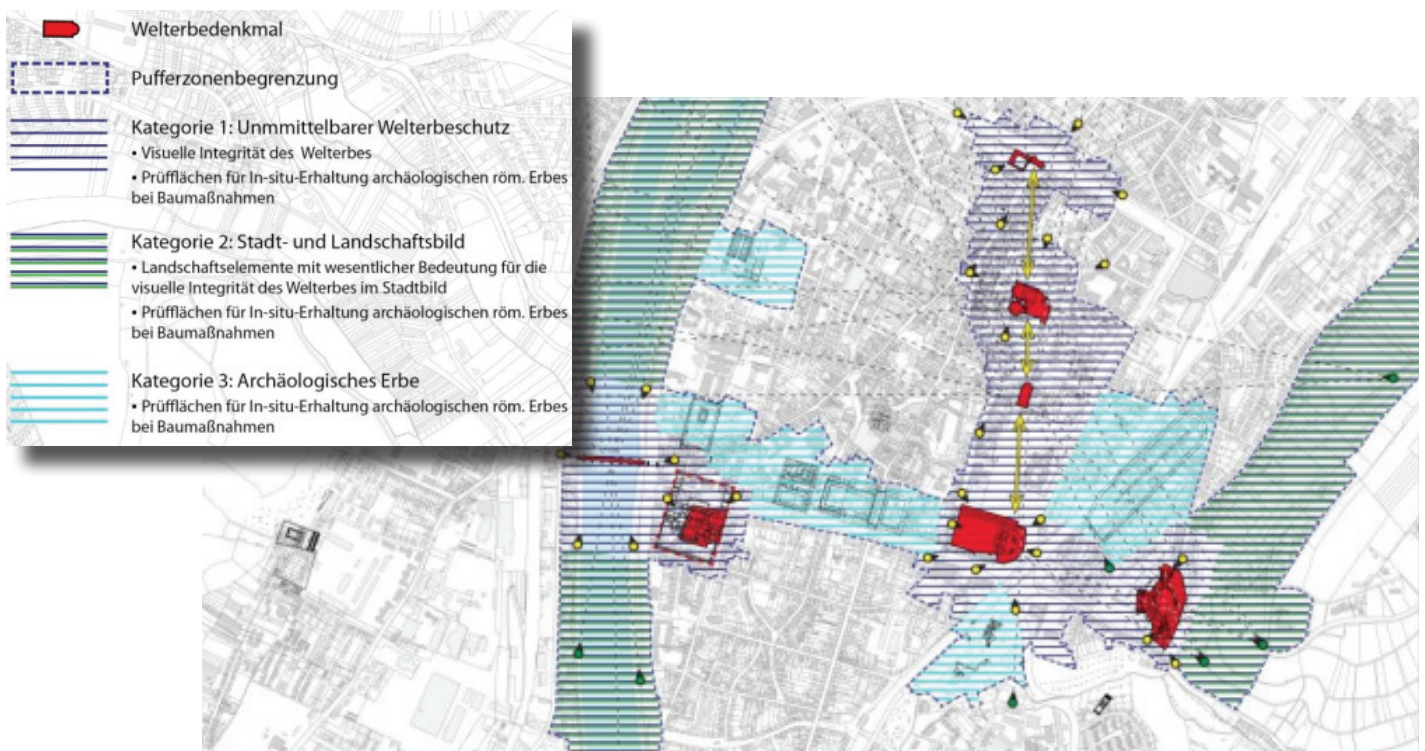 Welterbedenkmal
Pufferzonenbegrenzung
Kategorie 1: Unmmittelbarer Welterbeschutz
• Visuelle Integrität des Welterbes
• Prüfflächen für In-situ-Erhaltung archäologischen röm. Erbes
bei Baumaßnahmen
Kategorie 2: Stadt- und Landschaftsbild
• Landschaftselemente mit wesentlicher Bedeutung für die
visuelle Integrität des Welterbes im Stadtbild
• Prüfflächen für In-situ-Erhaltung archäologischen röm. Erbes
bei Baumaßnahmen
Kategorie 3: Archäologisches Erbe
• Prüfflächen für In-situ-Erhaltung archäologischen röm. Erbes
bei Baumaßnahmen